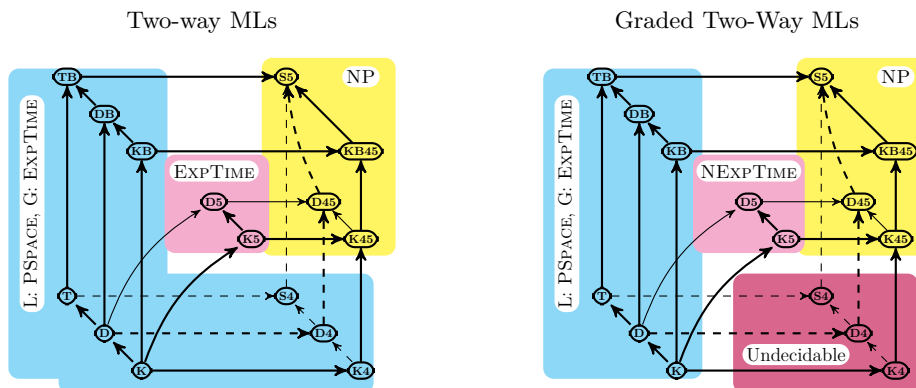 Two-way MLs
TB
S5
NP
DB
KB
KB45
EXPTIME
D5
D45
K5
K45
L: PSPACE, G: EXPTIME
T
S4
D
D4
K
K4
Graded Two-Way MLs
TB
S5
NP
DB
KB
KB45
NEXPTIME
D5
D45
K5
K45
L: PSPACE, G: EXPTIME
T
S4
D
D4
Undecidable
K
K4